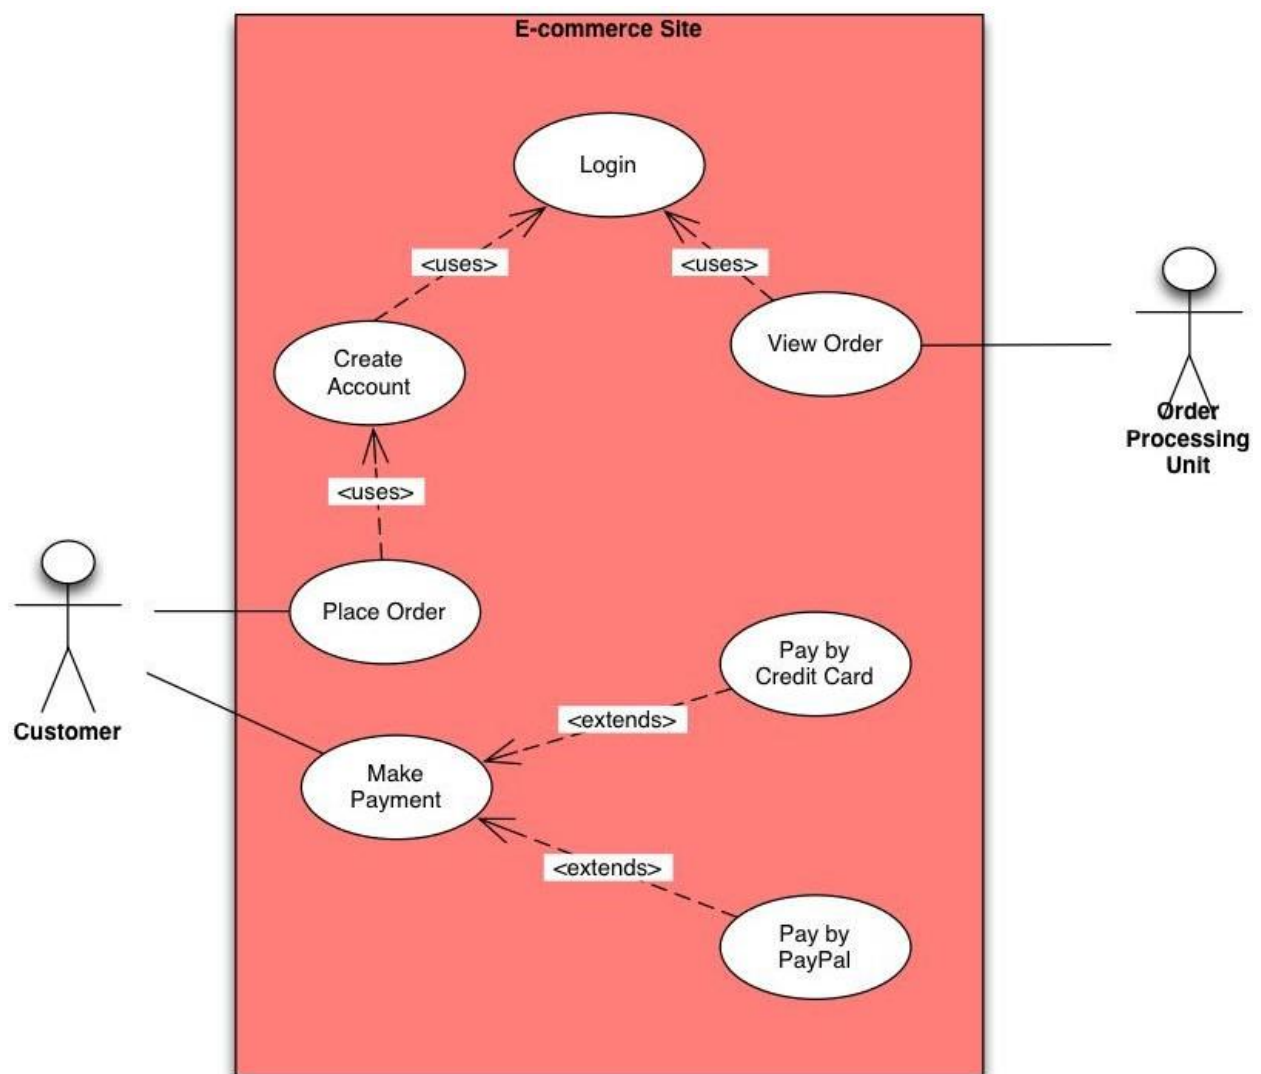 E-commerce Site
Login
<uses>
<uses>
Create
Account
View Order
Order
Processing
Unit
<uses>
Place Order
Customer
Pay by
Credit Card
<extends>
Make
Payment
<extends>
Pay by
PayPal